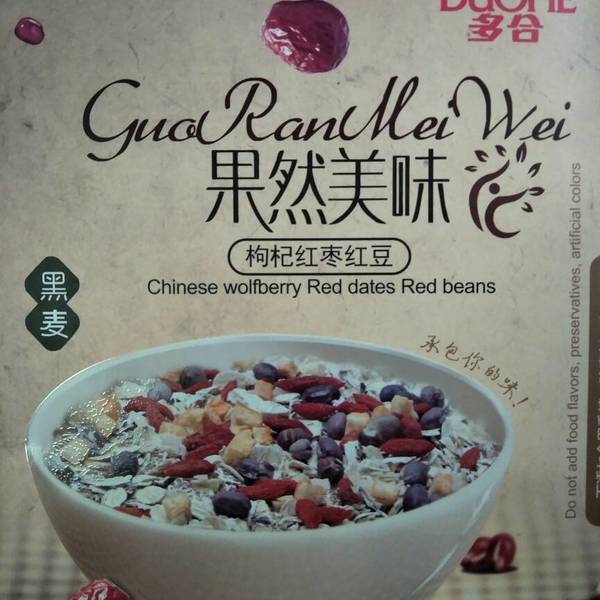 DUOHE
多合
GuoRanMeiWei
果然美味
枸杞红枣红豆
Chinese wolfberry Red dates Red beans
黑麦
承包你的味!
Do not add food flavors, preservatives, artificial colors